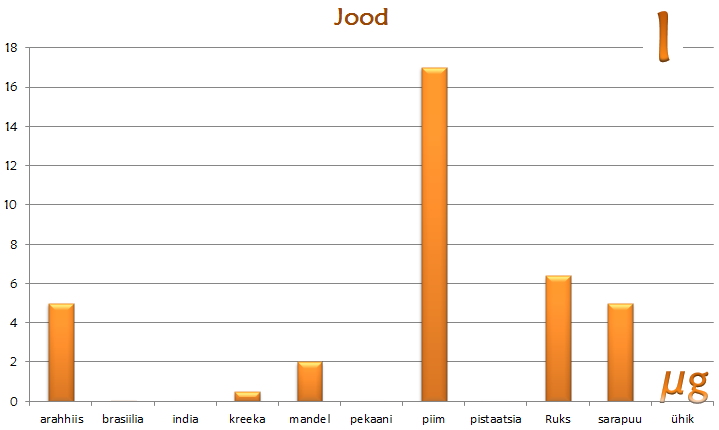 Jood
I
18
16
14
12
10
8
6
4
2
0
µg
arahhiis brasiilia india kreeka mandel pekaani piim pistaatsia Ruks sarapuu ühik